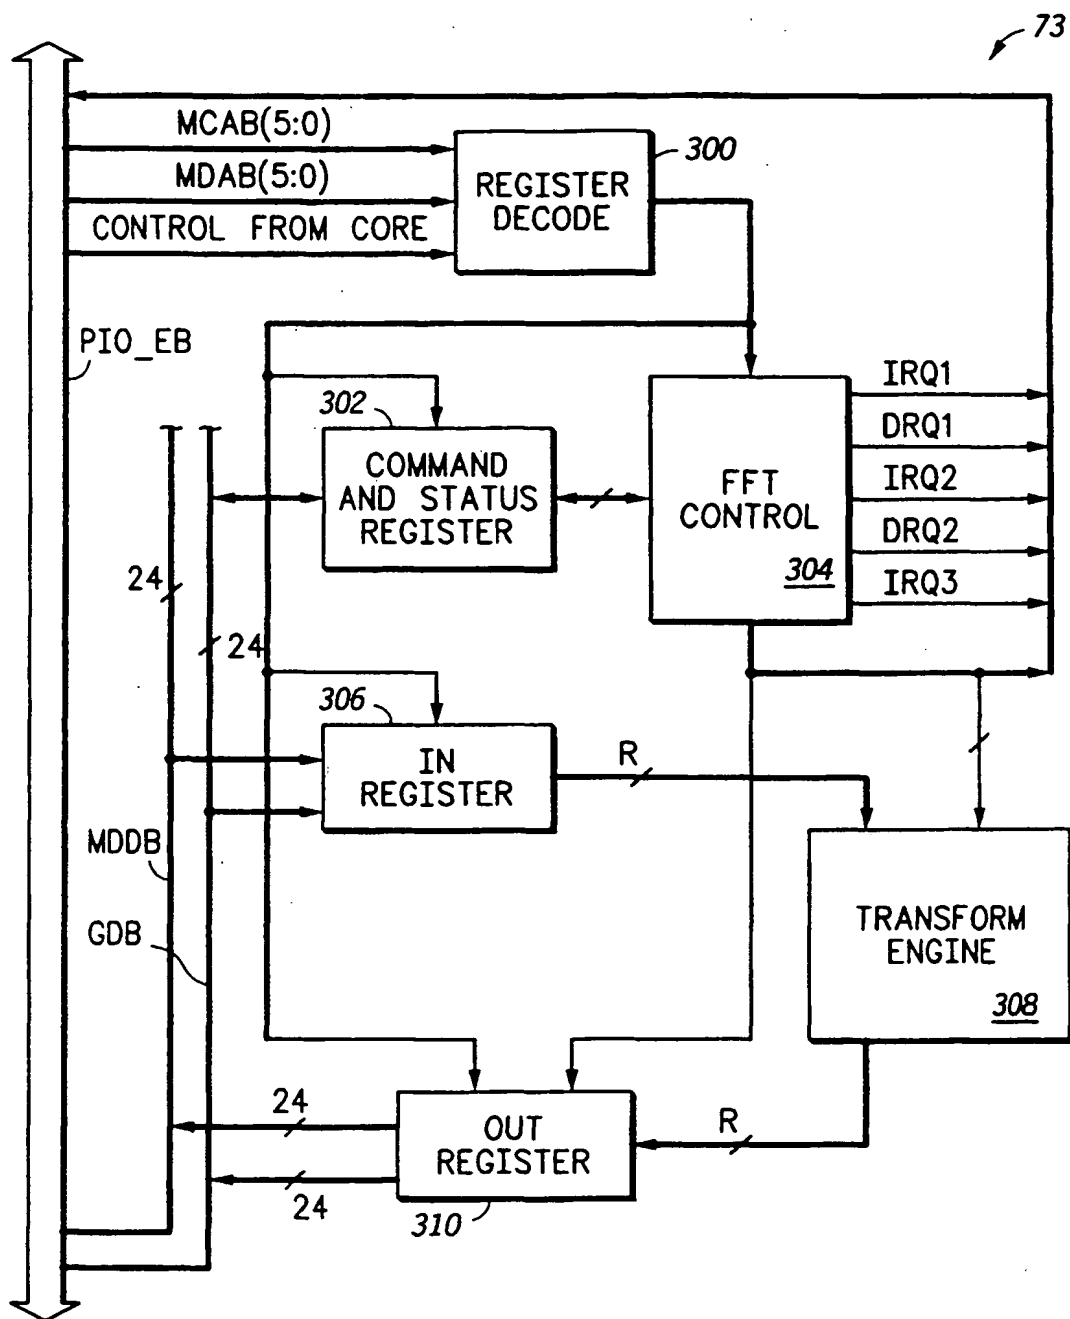 73
MCAB(5:0)
MDAB(5:0)
CONTROL FROM CORE
REGISTER
DECODE
300
PIO_EB
302
COMMAND
AND STATUS
REGISTER
FFT
CONTROL
304
IRQ1
DRQ1
IRQ2
DRQ2
IRQ3
24
24
306
IN
REGISTER
R
MDDB
GDB
TRANSFORM
ENGINE
308
24
OUT
REGISTER
R
24
310